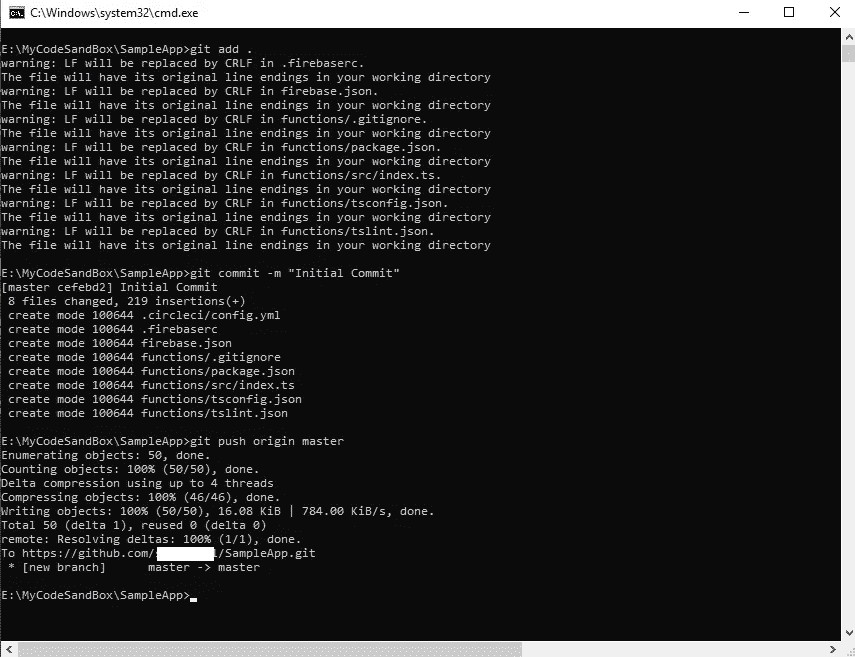 C:\Windows\system32\cmd.exe
E:\MyCodeSandBox\SampleApp>git add .
warning: LF will be replaced by CRLF in .firebaserc.
The file will have its original line endings in your working directory
warning: LF will be replaced by CRLF in firebase.json.
The file will have its original line endings in your working directory
warning: LF will be replaced by CRLF in functions/.gitignore.
The file will have its original line endings in your working directory
warning: LF will be replaced by CRLF in functions/package.json.
The file will have its original line endings in your working directory
warning: LF will be replaced by CRLF in functions/src/index.ts.
The file will have its original line endings in your working directory
warning: LF will be replaced by CRLF in functions/tsconfig.json.
The file will have its original line endings in your working directory
warning: LF will be replaced by CRLF in functions/tslint.json.
The file will have its original line endings in your working directory
E:\MyCodeSandBox\SampleApp>git commit -m "Initial Commit"
[master cefebd2] Initial Commit
 8 files changed, 219 insertions(+)
 create mode 100644 .circleci/config.yml
 create mode 100644 .firebaserc
 create mode 100644 firebase.json
 create mode 100644 functions/.gitignore
 create mode 100644 functions/package.json
 create mode 100644 functions/src/index.ts
 create mode 100644 functions/tsconfig.json
 create mode 100644 functions/tslint.json
E:\MyCodeSandBox\SampleApp>git push origin master
Enumerating objects: 50, done.
Counting objects: 100% (50/50), done.
Delta compression using up to 4 threads
Compressing objects: 100% (46/46), done.
Writing objects: 100% (50/50), 16.08 KiB | 784.00 KiB/s, done.
Total 50 (delta 1), reused 0 (delta 0)
remote: Resolving deltas: 100% (1/1), done.
To https://github.com/ /SampleApp.git
 * [new branch]      master -> master
E:\MyCodeSandBox\SampleApp>